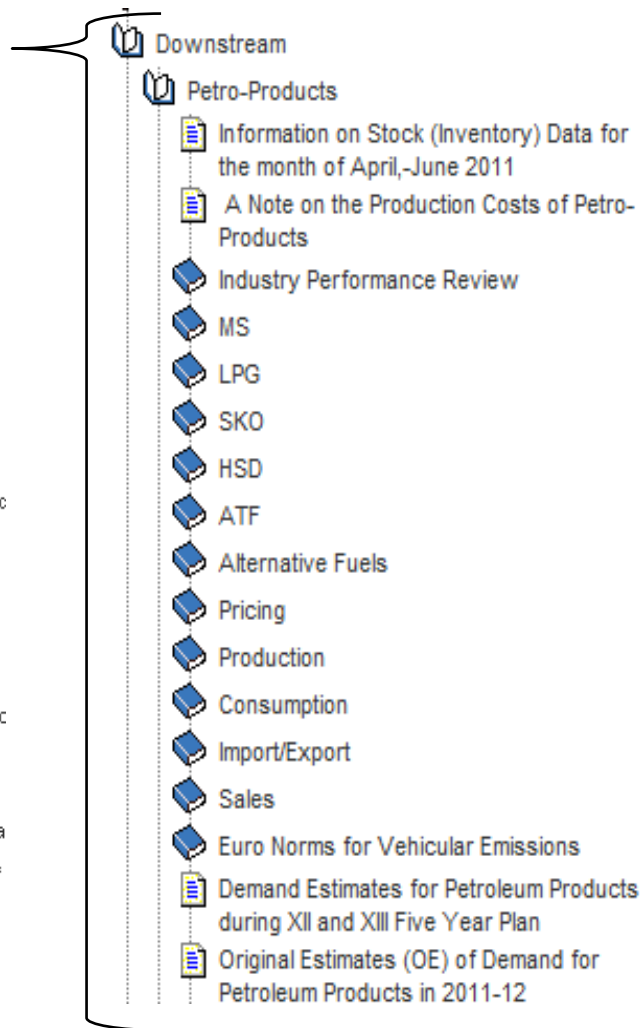 Downstream
Petro-Products
Information on Stock (Inventory) Data for
the month of April,-June 2011
A Note on the Production Costs of Petro-
Products
Industry Performance Review
MS
LPG
SKO
HSD
ATF
Alternative Fuels
Pricing
Production
Consumption
Import/Export
Sales
Euro Norms for Vehicular Emissions
Demand Estimates for Petroleum Products
during XII and XIII Five Year Plan
Original Estimates (OE) of Demand for
Petroleum Products in 2011-12